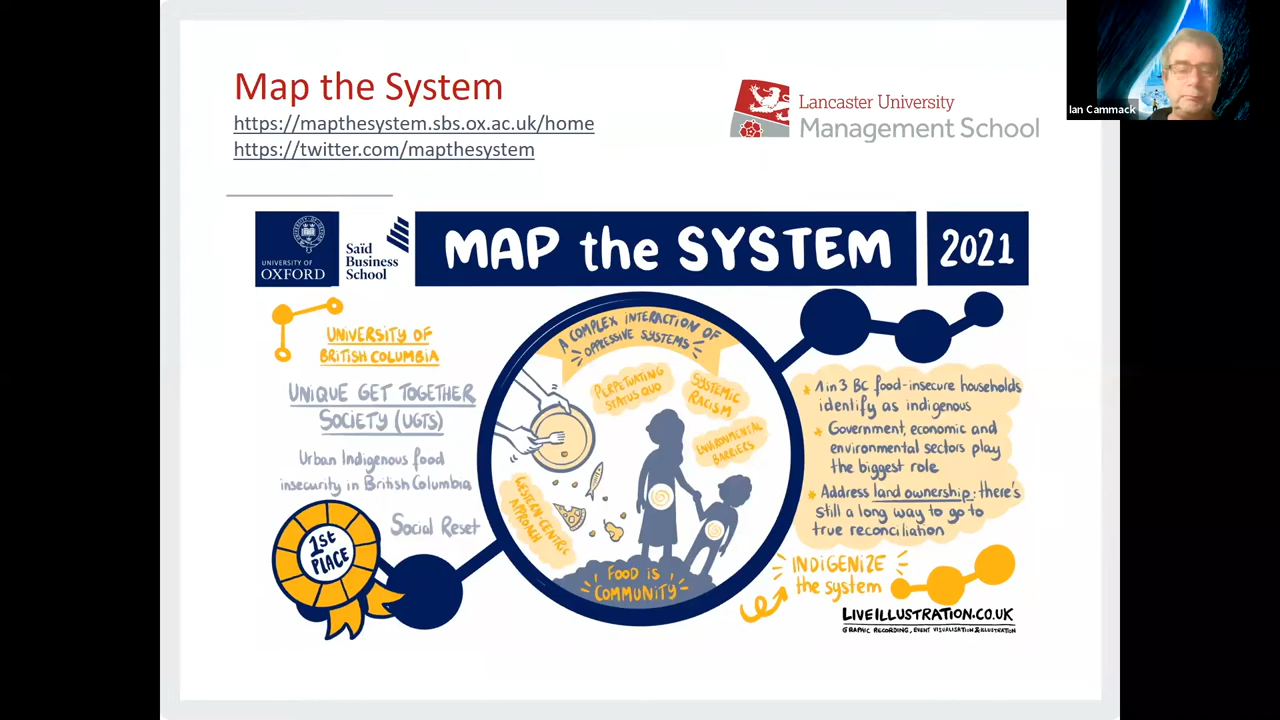 Map the System
https://mapthesystem.sbs.ox.ac.uk/home
https://twitter.com/mapthesystem
Lancaster University
Management School
Ian Cammack
UNIVERSITY OF
OXFORD
Saïd
Business
School
MAP the SYSTEM
2021
UNIVERSITY OF
BRITISH COLUMBIA
UNIQUE GET TOGETHER
SOCIETY (UGTS)
Urban Indigenous food
insecurity in British Columbia
Social Reset
1st
PLACE
A COMPLEX INTERACTION OF
OPPRESSIVE SYSTEMS
PERPETUATING
STATUS QUO
SYSTEMIC
RACISM
ENVIRONMENTAL
BARRIERS
WESTERN-CENTRIC
APPROACH
FOOD IS
COMMUNITY
* 1 in 3 BC food-insecure households
identify as indigenous
* Government, economic and
environmental sectors play
the biggest role
* Address land ownership: there's
still a long way to go to
true reconciliation
INDIGENIZE
the system
LIVEILLUSTRATION.CO.UK
GRAPHIC RECORDING, EVENT VISUALISATION & ILLUSTRATION